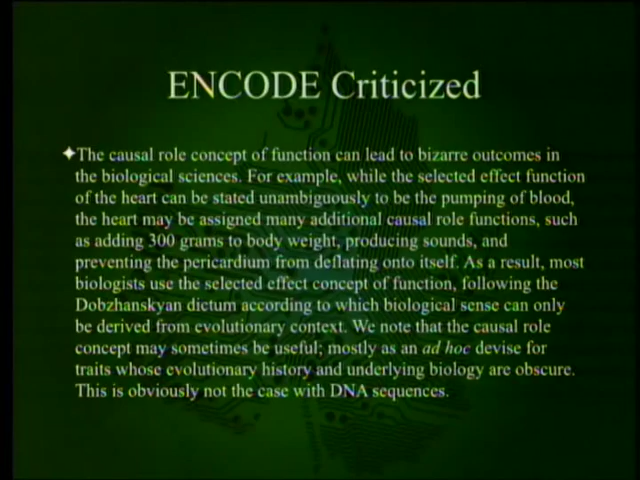 ENCODE Criticized
The causal role concept of function can lead to bizarre outcomes in
the biological sciences. For example, while the selected effect function
of the heart can be stated unambiguously to be the pumping of blood,
the heart may be assigned many additional causal role functions, such
as adding 300 grams to body weight, producing sounds, and
preventing the pericardium from deflating onto itself. As a result, most
biologists use the selected effect concept of function, following the
Dobzhanskyan dictum according to which biological sense can only
be derived from evolutionary context. We note that the causal role
concept may sometimes be useful; mostly as an ad hoc devise for
traits whose evolutionary history and underlying biology are obscure.
This is obviously not the case with DNA sequences.